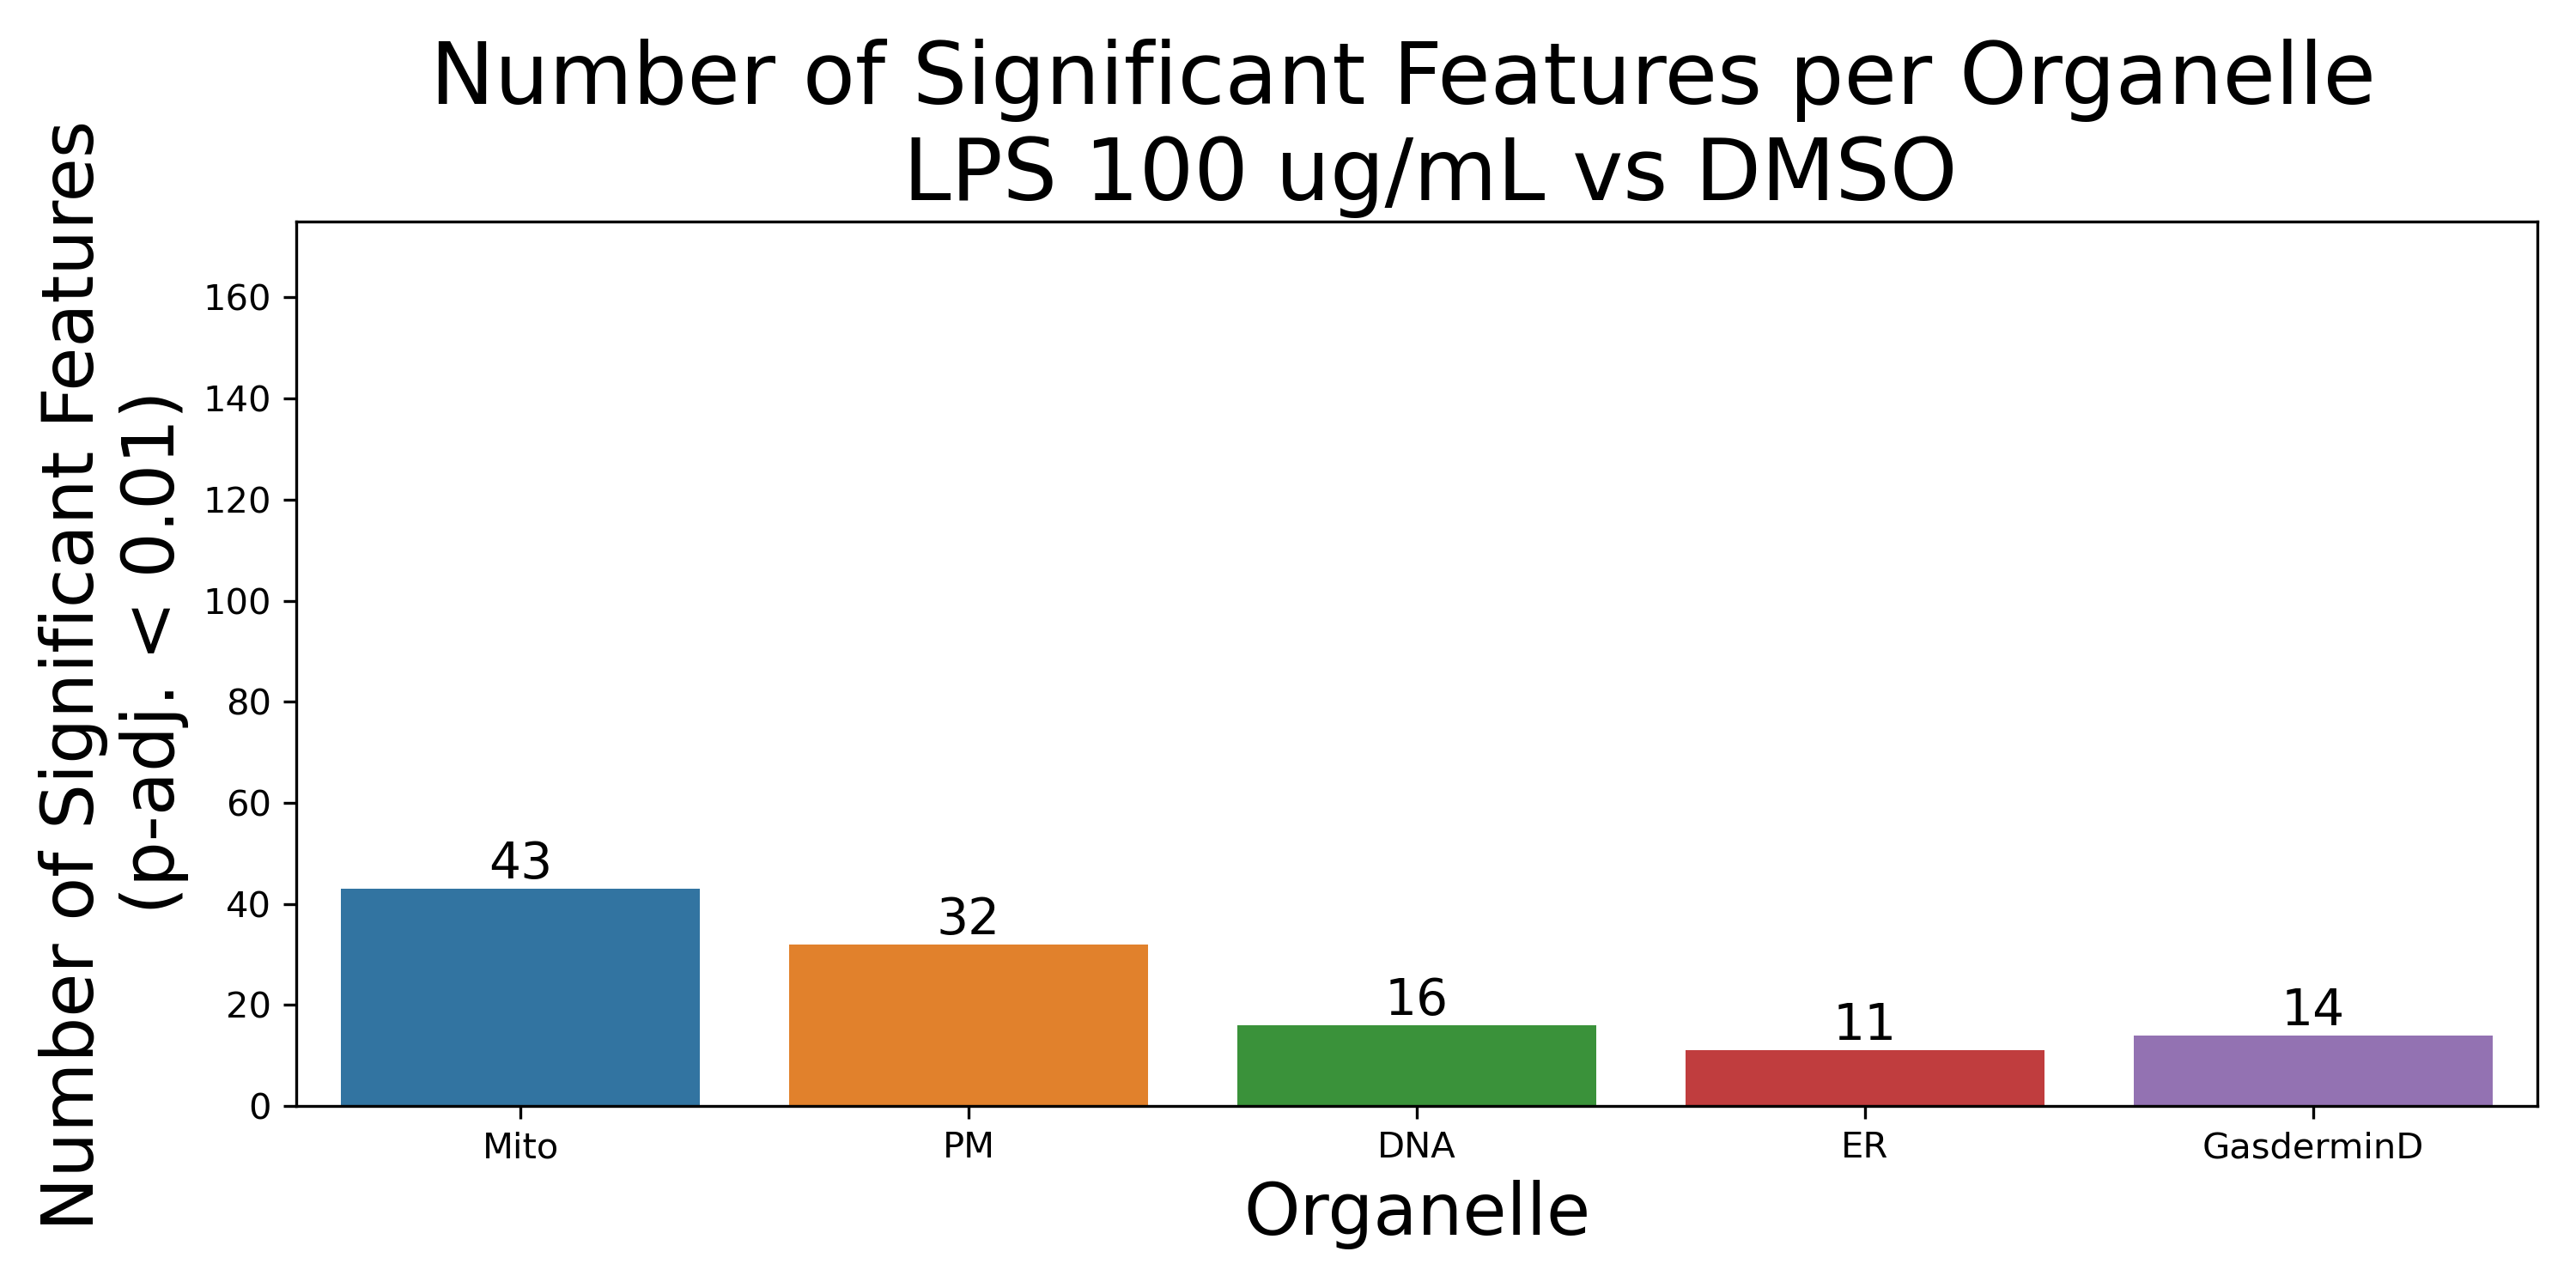 Number of Significant Features per Organelle
LPS 100 ug/mL vs DMSO
Number of Significant Features
(p-adj. < 0.01)
160
140
120
100
80
60
40
20
0
43
32
16
11
14
Mito
PM
DNA
ER
GasderminD
Organelle